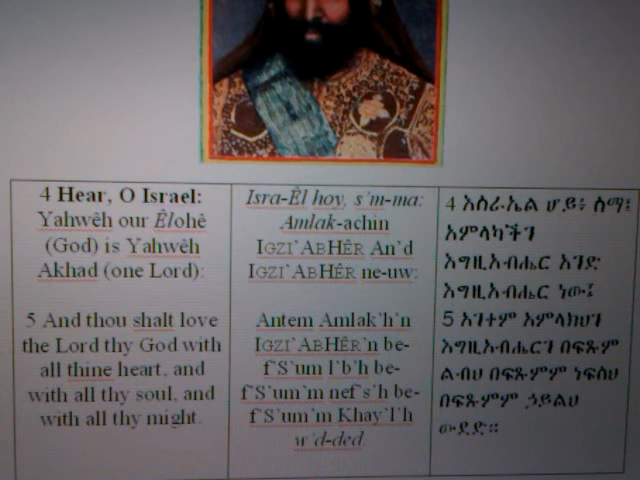 4 Hear, O Israel:
Yahwêh our Êlohê
(God) is Yahwêh
Akhad (one Lord):
5 And thou shalt love
the Lord thy God with
all thine heart, and
with all thy soul, and
with all thy might.
Isra-Êl hoy, s'm-ma:
Amlak-achin
IGZI'ABHÊR An'd
IGZI'ABHÊR ne-uw:
Antem Amlak'h'n
IGZI'ABHÊR'n be-
f'S'um l'b'h be-
f'S'um'm nef's'h be-
f'S'um'm Khay'l'h
w'd-ded.
4 እስራኤል ሆይ፥ ስማ፤
አምላካችን
እግዚአብሔር አንድ
እግዚአብሔር ነው፤
5 አንተም አምላክህን
እግዚአብሔርን በፍጹም
ልብህ በፍጹምም ነፍስህ
በፍጹምም ኃይልህ
ውደድ።